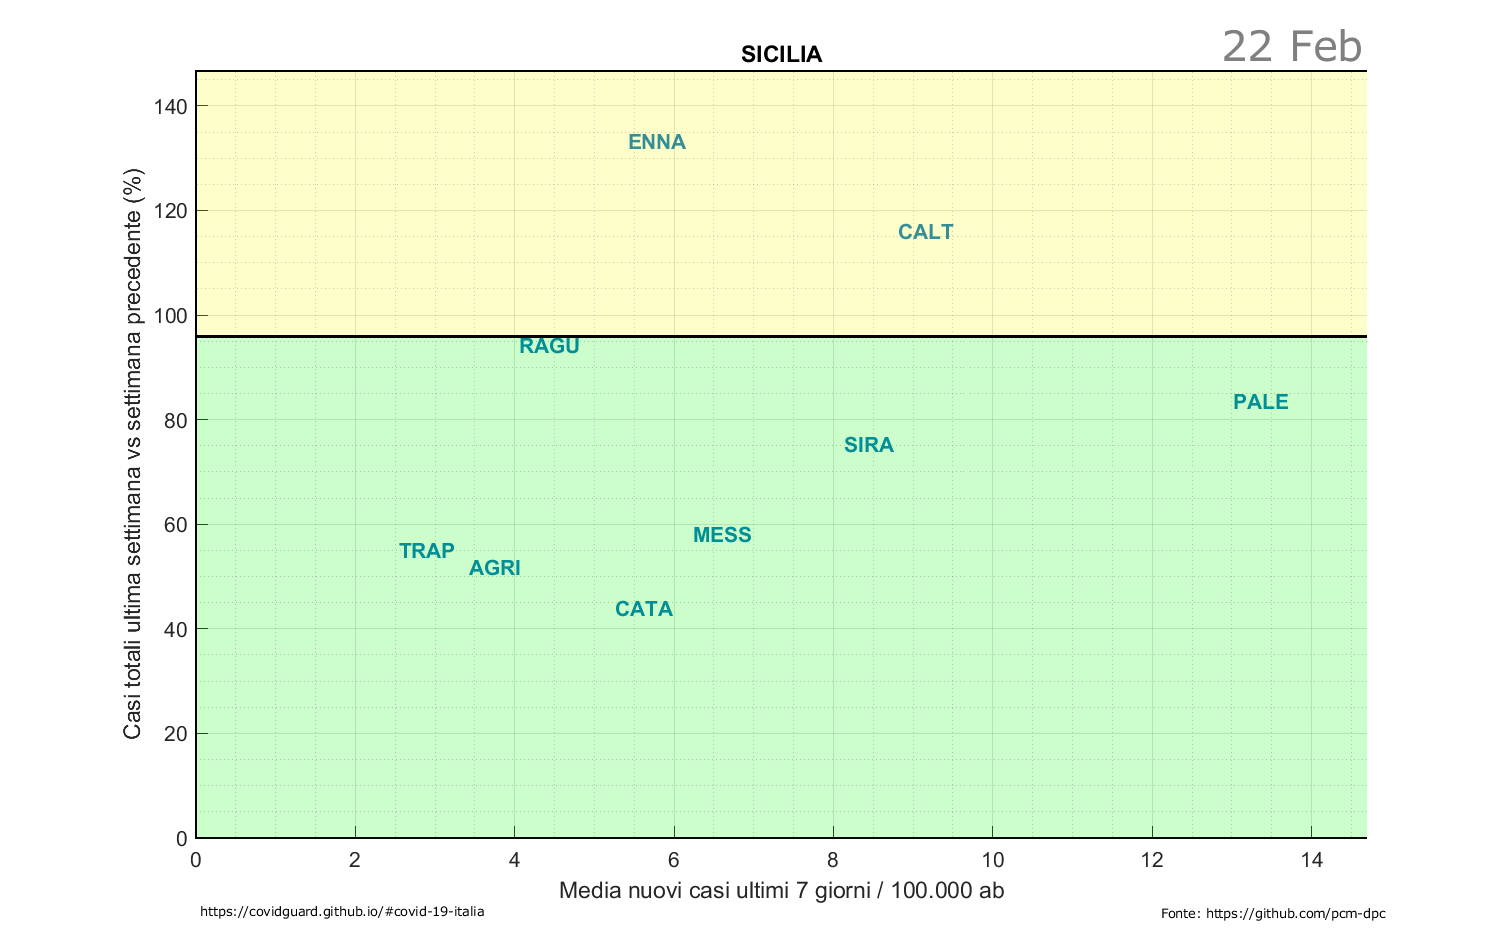 SICILIA
22 Feb
Casi totali ultima settimana vs settimana precedente (%)
140
120
100
80
60
40
20
0
ENNA
CALT
RAGU
PALE
SIRA
MESS
TRAP
AGRI
CATA
0 2 4 6 8 10 12 14
Media nuovi casi ultimi 7 giorni / 100.000 ab
https://covidguard.github.io/#covid-19-italia
Fonte: https://github.com/pcm-dpc